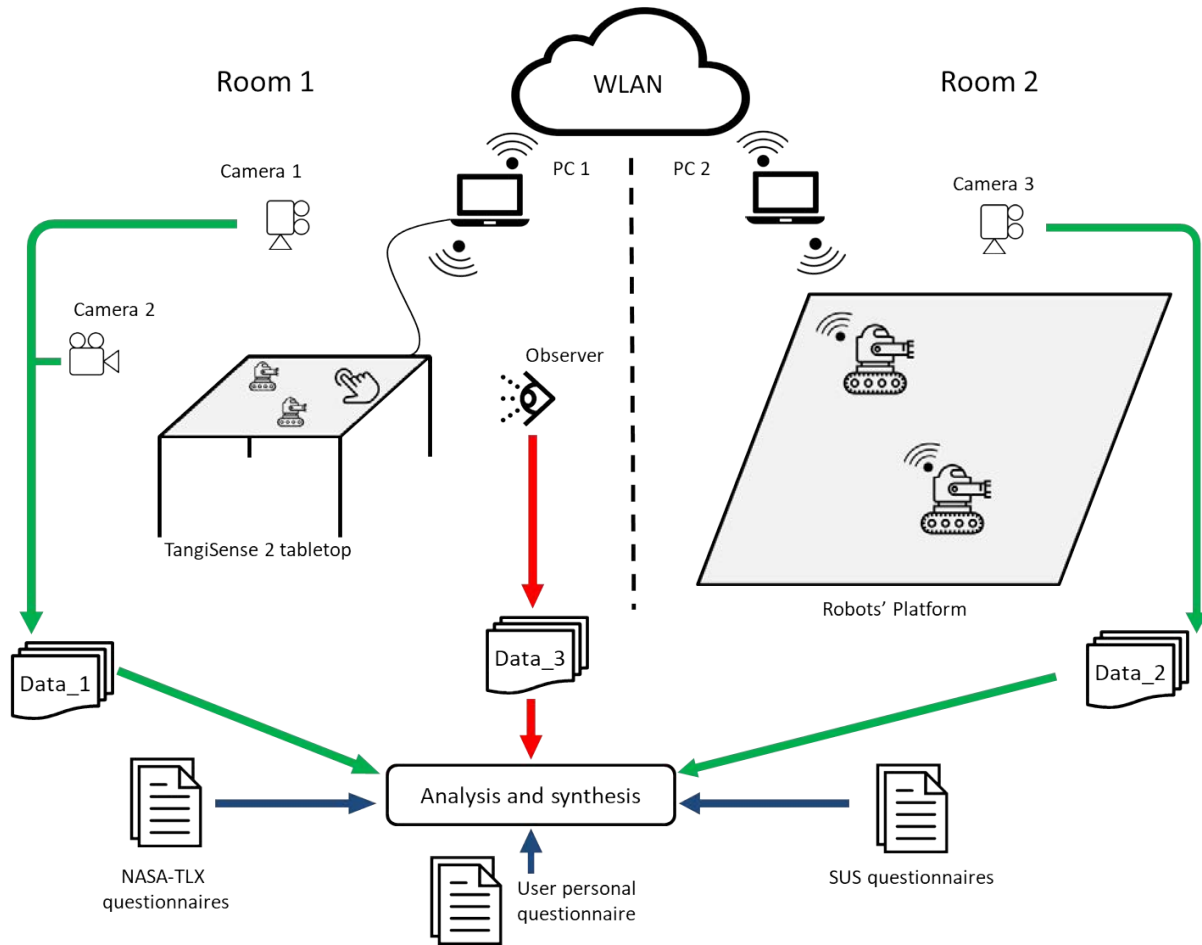 Room 1
WLAN
Room 2
Camera 1
PC 1
PC 2
Camera 3
Camera 2
Observer
TangiSense 2 tabletop
Robots' Platform
Data_1
Data_3
Data_2
Analysis and synthesis
NASA-TLX
questionnaires
User personal
questionnaire
SUS questionnaires